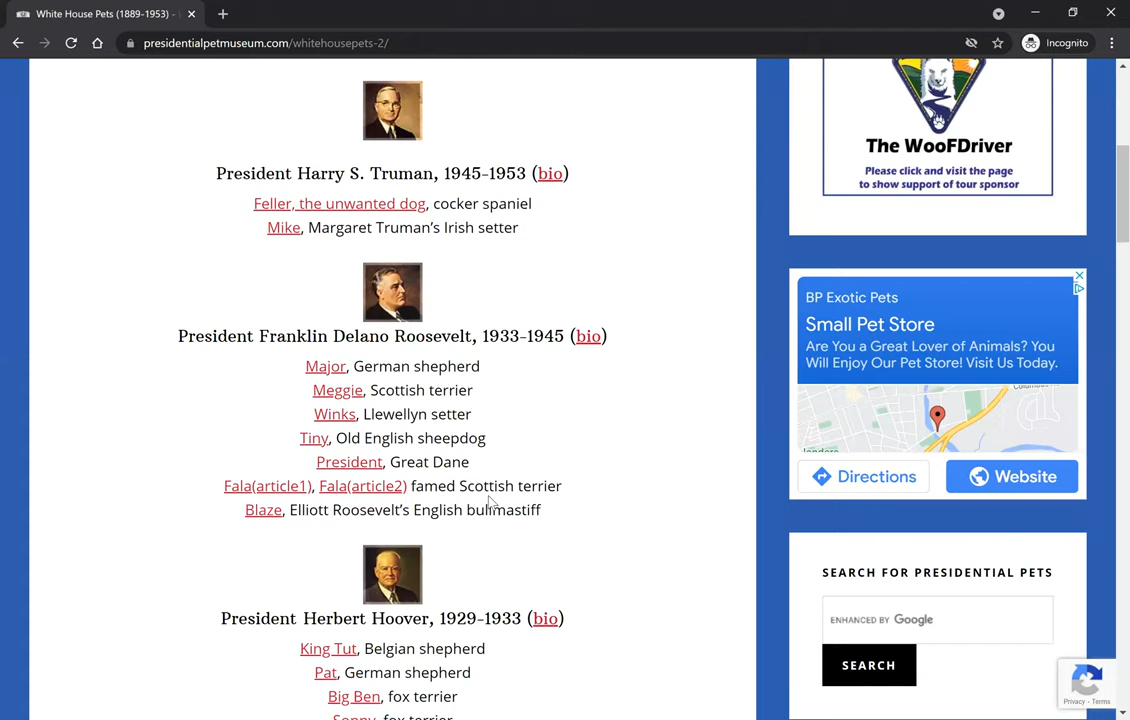 White House Pets (1889-1953) -
presidentialpetmuseum.com/whitehousepets-2/
Incognito
President Harry S. Truman, 1945-1953 (bio)
Feller, the unwanted dog, cocker spaniel
Mike, Margaret Truman's Irish setter
President Franklin Delano Roosevelt, 1933-1945 (bio)
Major, German shepherd
Meggie, Scottish terrier
Winks, Llewellyn setter
Tiny, Old English sheepdog
President, Great Dane
Fala(article1), Fala(article2) famed Scottish terrier
Blaze, Elliott Roosevelt's English bullmastiff
President Herbert Hoover, 1929-1933 (bio)
King Tut, Belgian shepherd
Pat, German shepherd
Big Ben, fox terrier
Sonny, fox terrier
The WooFDriver
Please click and visit the page
to show support of tour sponsor
BP Exotic Pets
Small Pet Store
Are You a Great Lover of Animals? You
Will Enjoy Our Pet Store! Visit Us Today.
Directions
Website
SEARCH FOR PRESIDENTIAL PETS
ENHANCED BY Google
SEARCH
Privacy - Terms